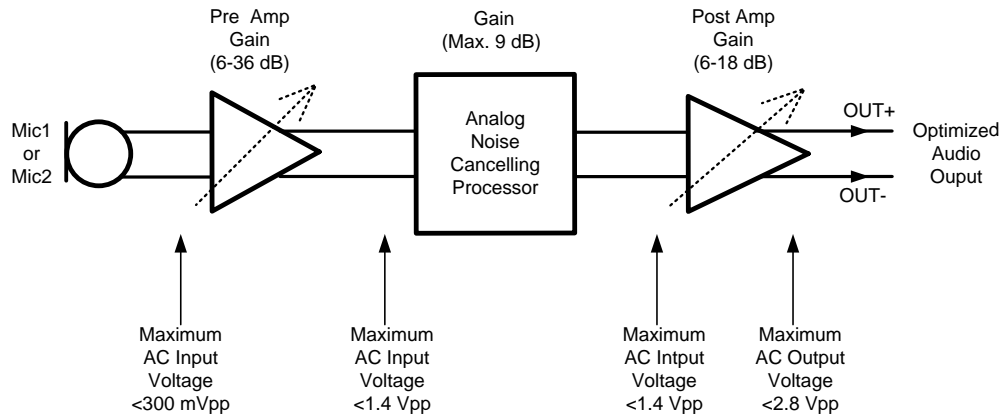 Pre Amp
Gain
(6-36 dB)
Gain
(Max. 9 dB)
Post Amp
Gain
(6-18 dB)
Mic1
or
Mic2
Analog
Noise
Cancelling
Processor
OUT+
OUT-
Optimized
Audio
Ouput
Maximum
AC Input
Voltage
<300 mVpp
Maximum
AC Input
Voltage
<1.4 Vpp
Maximum
AC Intput
Voltage
<1.4 Vpp
Maximum
AC Output
Voltage
<2.8 Vpp